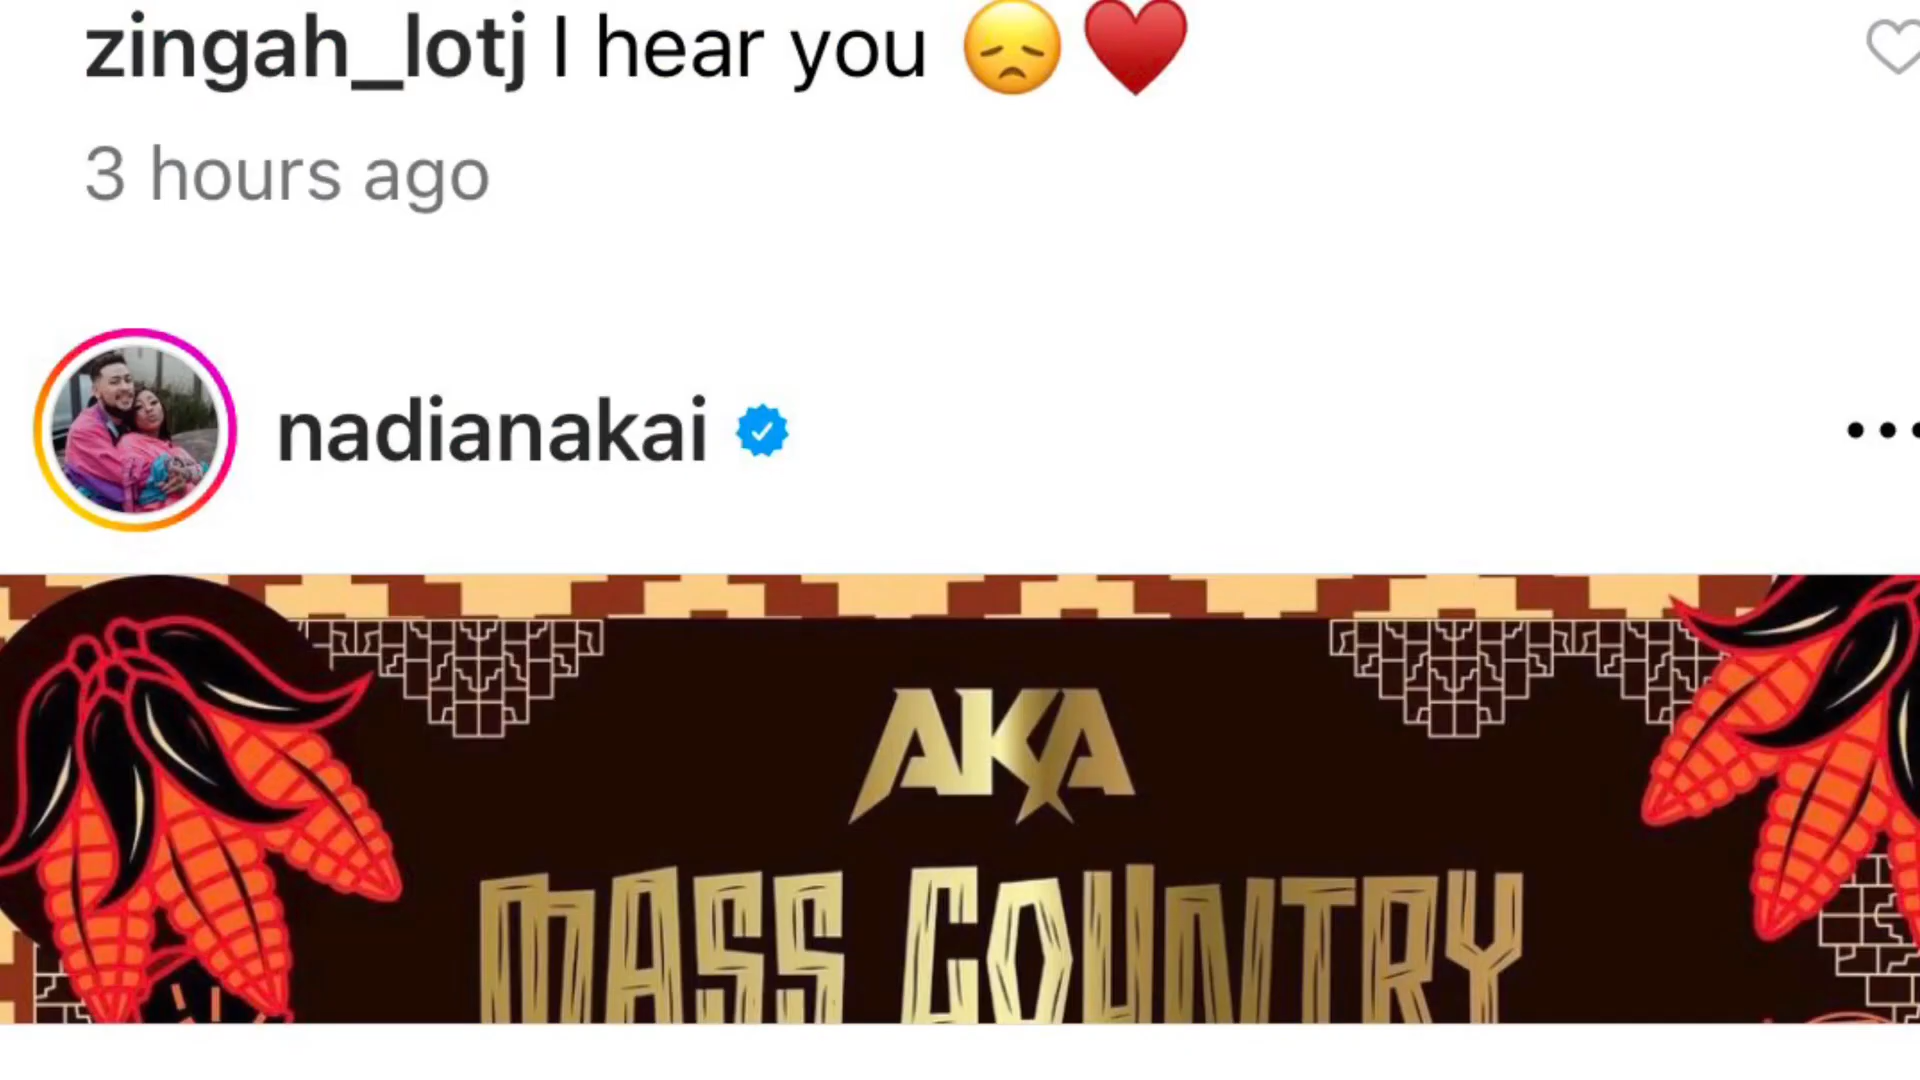 zingah_lotj I hear you 😞 ♥️
3 hours ago
nadianakai
AKA
MASS COUNTRY